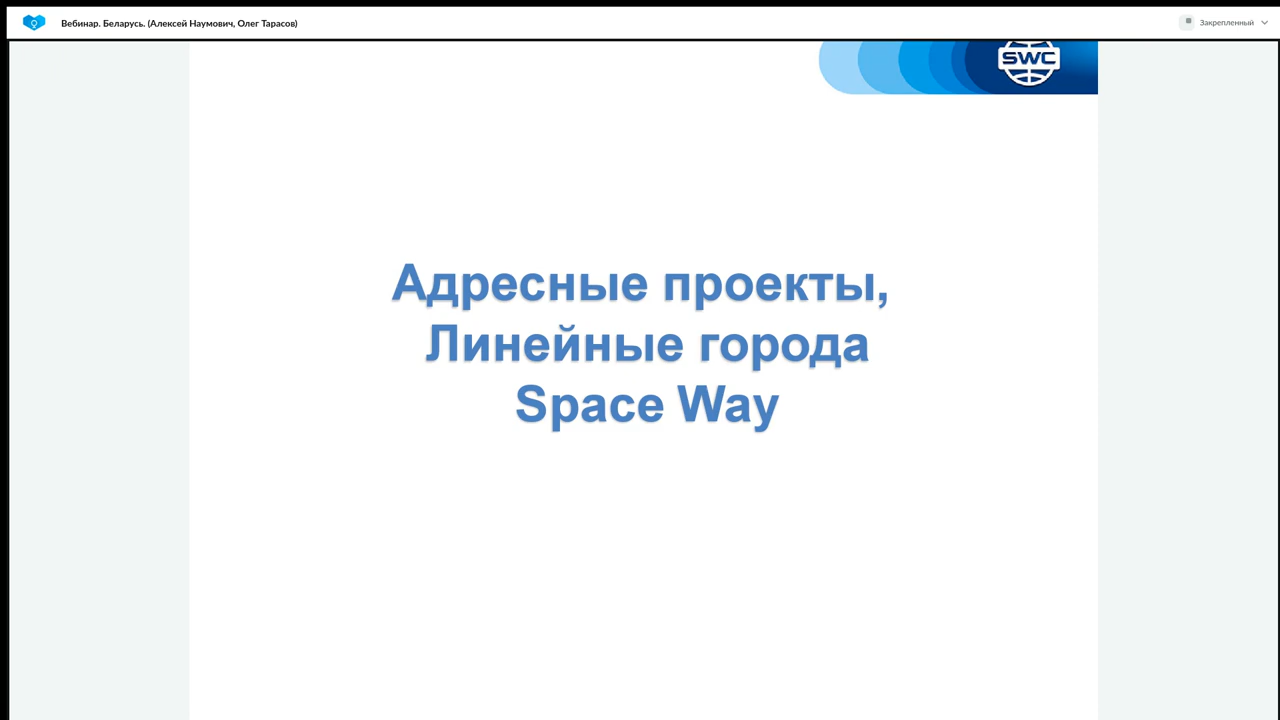 Вебинар. Беларусь. (Алексей Наумович, Олег Тарасов)
Закрепленный
SWC
Адресные проекты,
Линейные города
Space Way